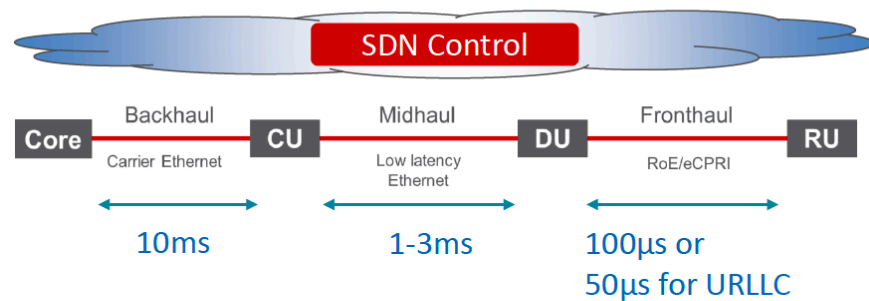 SDN Control
Backhaul
Midhaul
Fronthaul
Core
CU
DU
RU
Carrier Ethernet
Low latency
Ethernet
RoE/eCPRI
10ms
1-3ms
100µs or
50µs for URLLC